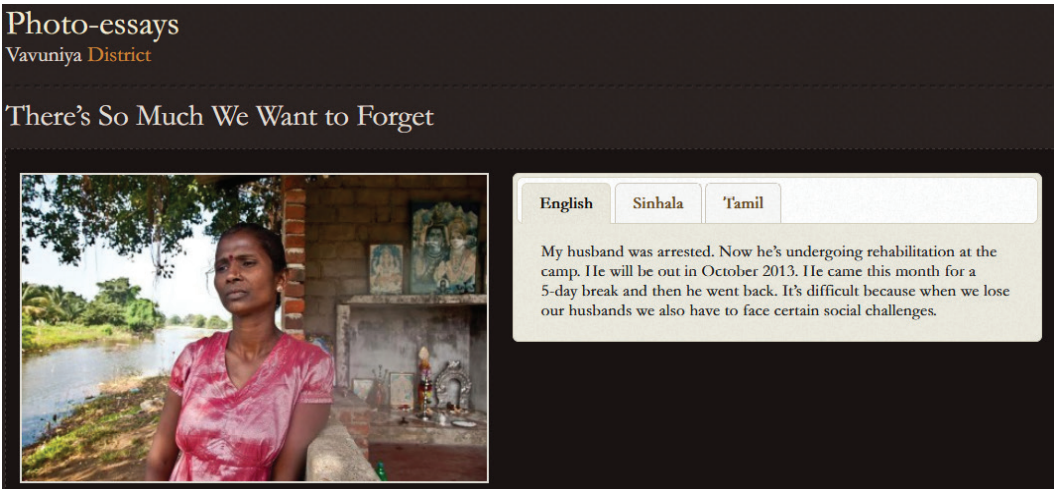 Photo-essays
Vavuniya District
There's So Much We Want to Forget
English Sinhala Tamil
My husband was arrested. Now he's undergoing rehabilitation at the
camp. He will be out in October 2013. He came this month for a
5-day break and then he went back. It's difficult because when we lose
our husbands we also have to face certain social challenges.